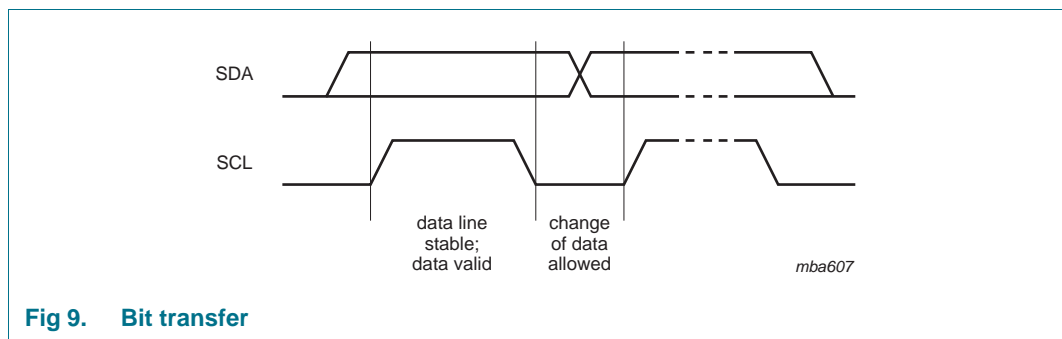 SDA
SCL
data line
stable;
data valid
change
of data
allowed
mba607
Fig 9. Bit transfer